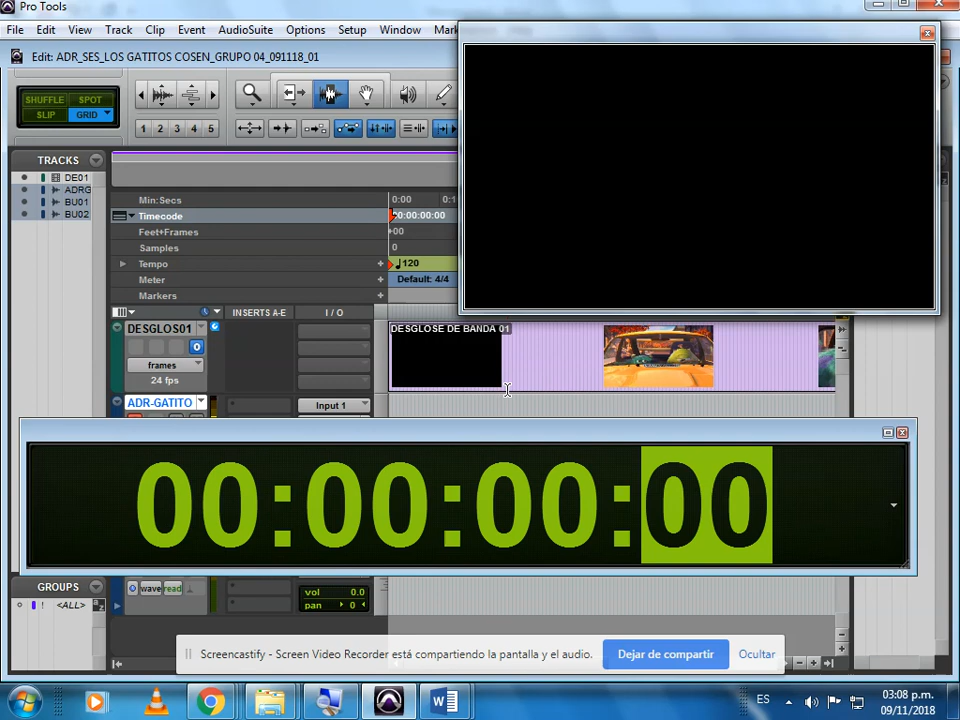 Pro Tools
File Edit View Track Clip Event AudioSuite Options Setup Window Mark
Edit: ADR_SES_LOS GATITOS COSEN_GRUPO 04_091118_01
SHUFFLE SPOT
SLIP GRID
1 2 3 4 5
TRACKS
DE01
ADRG
BU01
BU02
Min:Secs 0:00 0:1
Timecode 00:00:00:00
Feet+Frames +00
Samples 0
Tempo 120
Meter Default: 4/4
Markers
INSERTS A-E I / O
DESGLOS01
DESGLOSE DE BANDA 01
O
frames
24 fps
ADR-GATITO
Input 1
00:00:00:00
GROUPS
! <ALL>
wave read
vol 0.0
pan 0
Screencastify - Screen Video Recorder está compartiendo la pantalla y el audio.
Dejar de compartir
Ocultar
ES
03:08 p.m.
09/11/2018